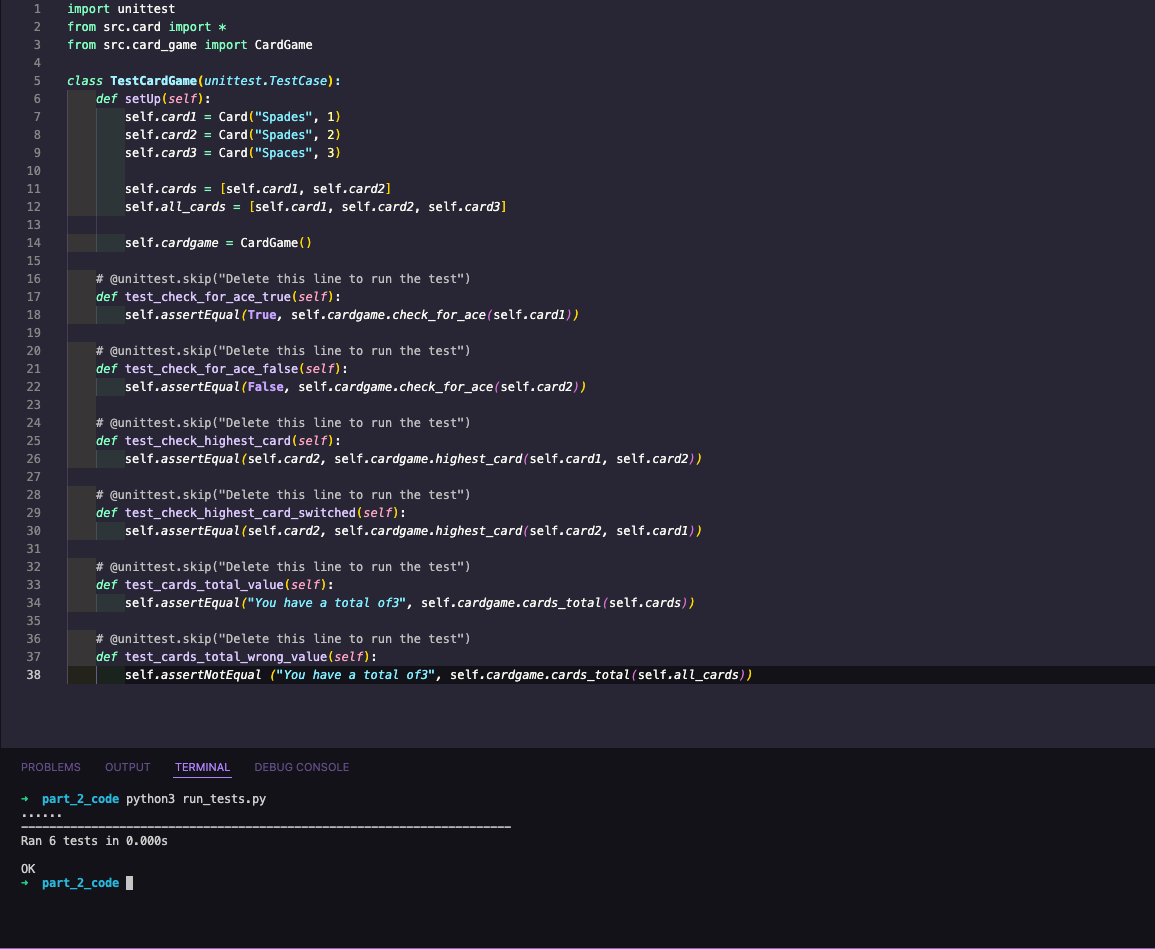 1 import unittest
2 from src.card import *
3 from src.card_game import CardGame
4
5 class TestCardGame(unittest.TestCase):
6     def setUp(self):
7         self.card1 = Card("Spades", 1)
8         self.card2 = Card("Spades", 2)
9         self.card3 = Card("Spaces", 3)
10
11         self.cards = [self.card1, self.card2]
12         self.all_cards = [self.card1, self.card2, self.card3]
13
14         self.cardgame = CardGame()
15
16     # @unittest.skip("Delete this line to run the test")
17     def test_check_for_ace_true(self):
18         self.assertEqual(True, self.cardgame.check_for_ace(self.card1))
19
20     # @unittest.skip("Delete this line to run the test")
21     def test_check_for_ace_false(self):
22         self.assertEqual(False, self.cardgame.check_for_ace(self.card2))
23
24     # @unittest.skip("Delete this line to run the test")
25     def test_check_highest_card(self):
26         self.assertEqual(self.card2, self.cardgame.highest_card(self.card1, self.card2))
27
28     # @unittest.skip("Delete this line to run the test")
29     def test_check_highest_card_switched(self):
30         self.assertEqual(self.card2, self.cardgame.highest_card(self.card2, self.card1))
31
32     # @unittest.skip("Delete this line to run the test")
33     def test_cards_total_value(self):
34         self.assertEqual("You have a total of3", self.cardgame.cards_total(self.cards))
35
36     # @unittest.skip("Delete this line to run the test")
37     def test_cards_total_wrong_value(self):
38         self.assertNotEqual ("You have a total of3", self.cardgame.cards_total(self.all_cards))
PROBLEMS OUTPUT TERMINAL DEBUG CONSOLE
→ part_2_code python3 run_tests.py
......
----------------------------------------------------------------------
Ran 6 tests in 0.000s

OK
→ part_2_code